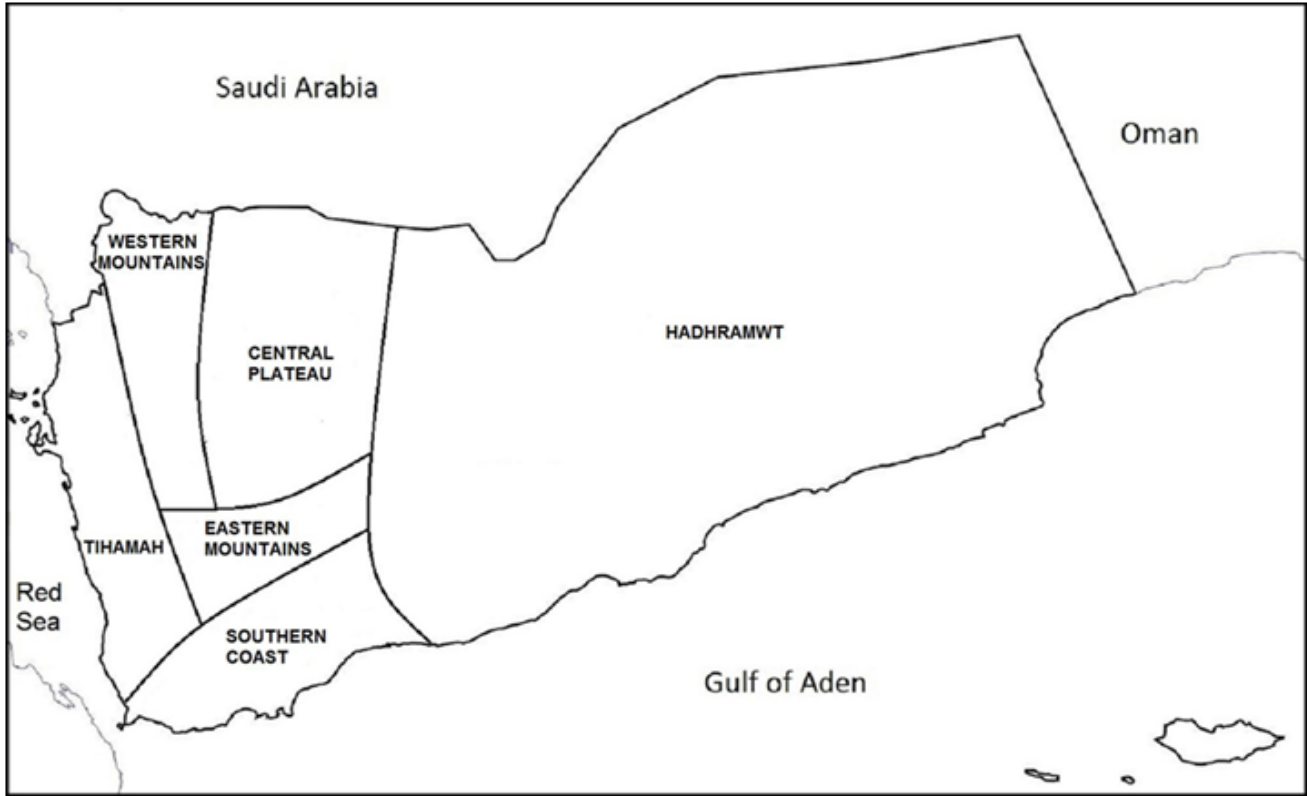 Saudi Arabia
Oman
WESTERN
MOUNTAINS
HADHRAMWT
CENTRAL
PLATEAU
EASTERN
MOUNTAINS
TIHAMAH
Red
Sea
SOUTHERN
COAST
Gulf of Aden